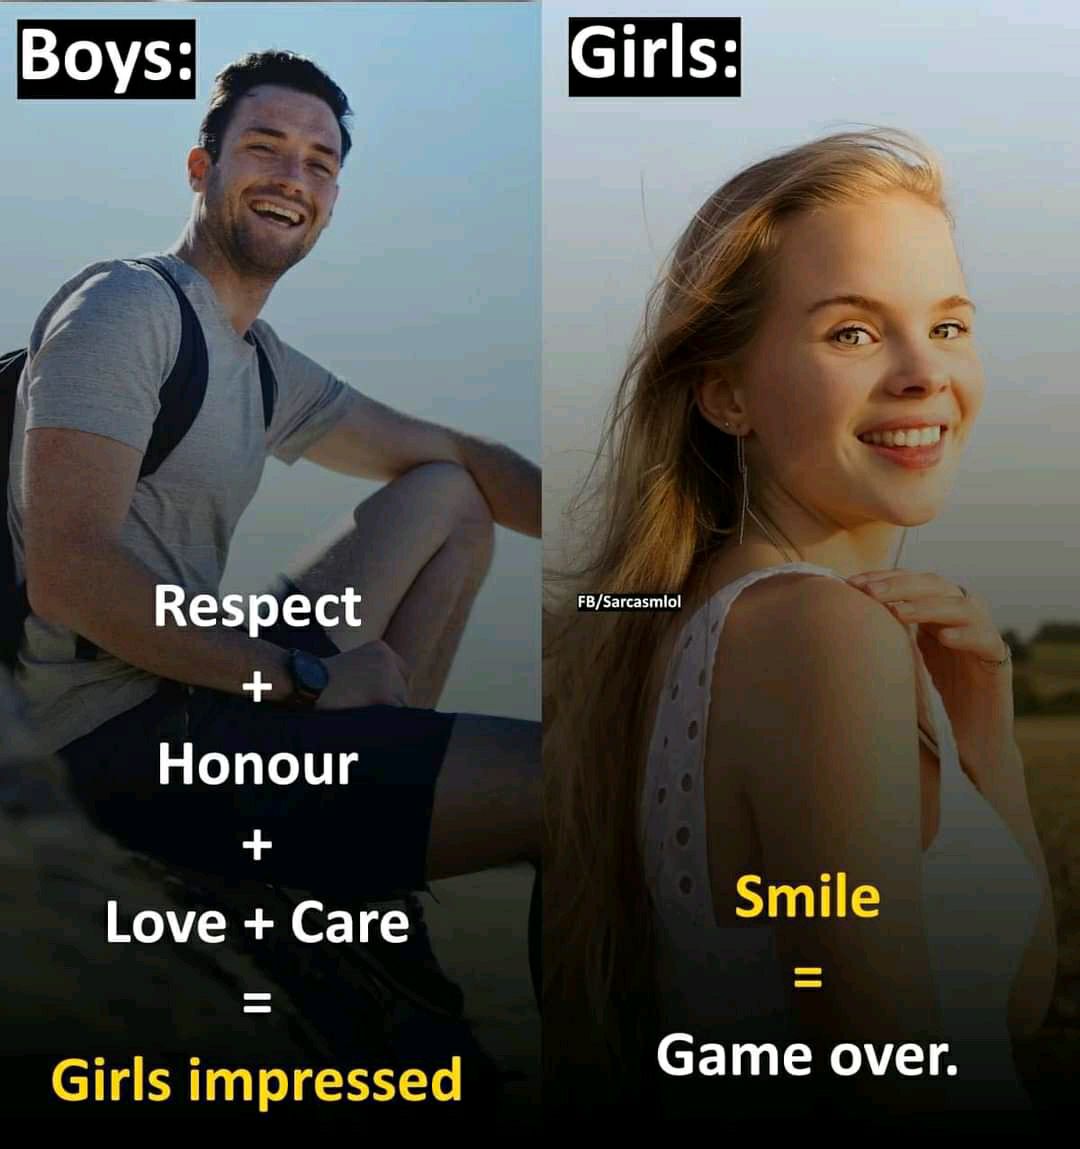 Boys:
Respect
+
Honour
+
Love + Care
=
Girls impressed
Girls:
FB/Sarcasmlol
Smile
=
Game over.